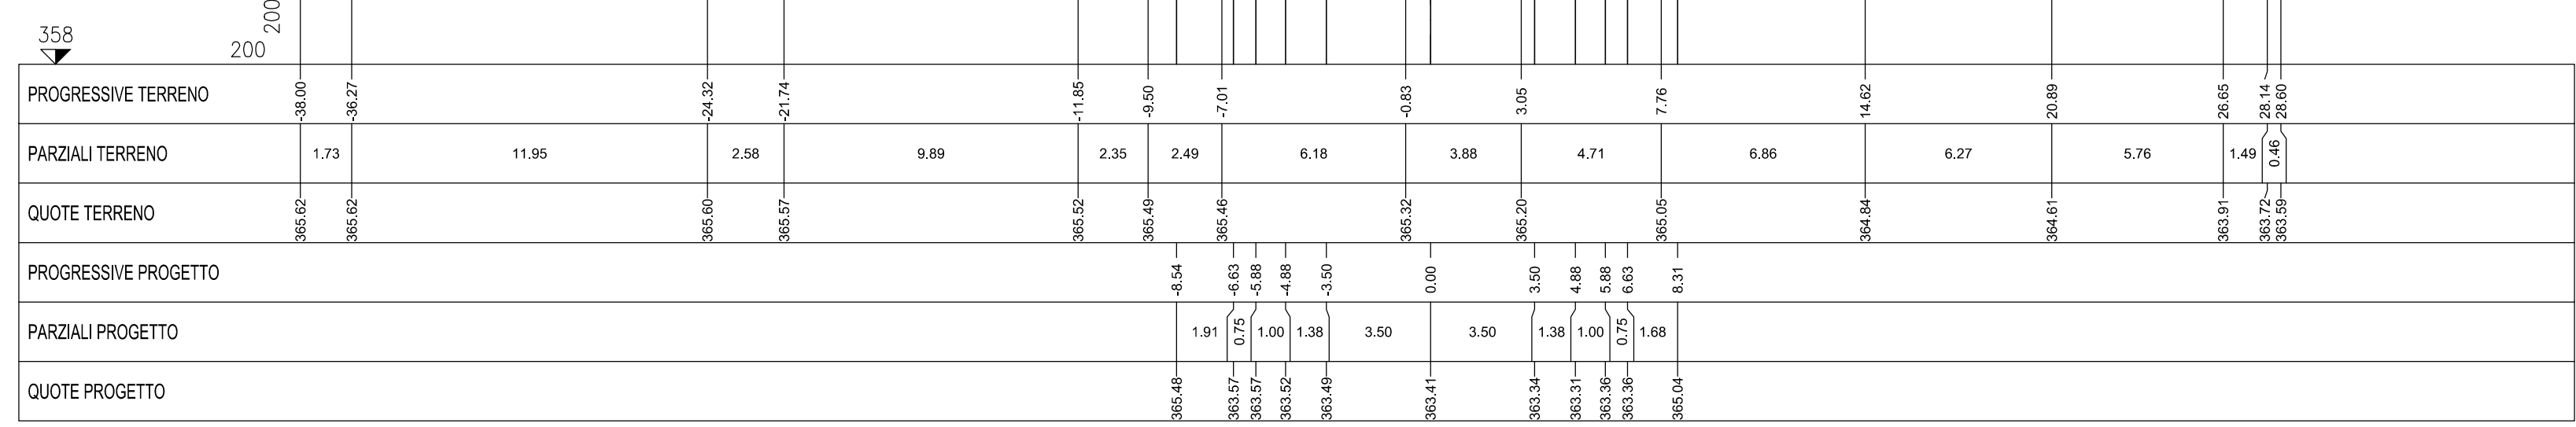 200
358
200
PROGRESSIVE TERRENO -38.00 -36.27 -24.32 -21.74 -11.85 -9.50 -7.01 -0.83 3.05 7.76 14.62 20.89 26.65 28.14 28.60
PARZIALI TERRENO 1.73 11.95 2.58 9.89 2.35 2.49 6.18 3.88 4.71 6.86 6.27 5.76 1.49 0.46
QUOTE TERRENO 365.62 365.62 365.60 365.57 365.52 365.49 365.46 365.32 365.20 365.05 364.84 364.61 363.91 363.72 363.59
PROGRESSIVE PROGETTO -8.54 -6.63 -5.88 -4.88 -3.50 0.00 3.50 4.88 5.88 6.63 8.31
PARZIALI PROGETTO 1.91 0.75 1.00 1.38 3.50 3.50 1.38 1.00 0.75 1.68
QUOTE PROGETTO 365.48 363.57 363.57 363.52 363.49 363.41 363.34 363.31 363.36 363.36 365.04